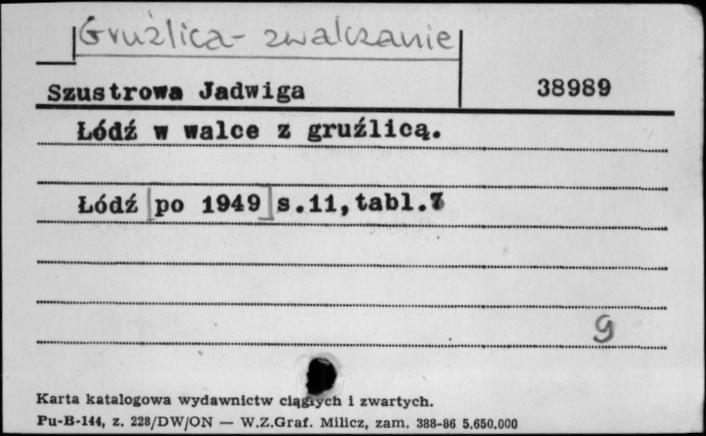 Gruźlica - zwalczanie
Szustrowa Jadwiga 38989
Łódź w walce z gruźlicą.
Łódź [po 1949] s.11,tabl.7
9
Karta katalogowa wydawnictw ciągłych i zwartych.
Pu-B-144, z. 228/DW/ON — W.Z.Graf. Milicz, zam. 388-86 5.650.000